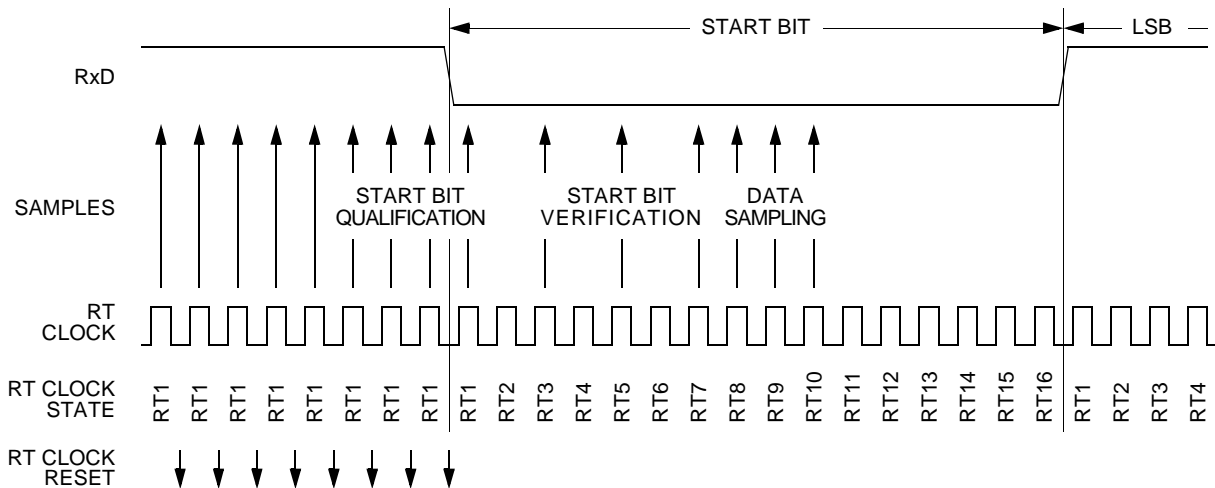 START BIT
LSB
RxD
SAMPLES
START BIT
QUALIFICATION
START BIT
VERIFICATION
DATA
SAMPLING
RT
CLOCK
RT CLOCK
STATE
RT1 RT1 RT1 RT1 RT1 RT1 RT1 RT1 RT1 RT2 RT3 RT4 RT5 RT6 RT7 RT8 RT9 RT10 RT11 RT12 RT13 RT14 RT15 RT16 RT1 RT2 RT3 RT4
RT CLOCK
RESET